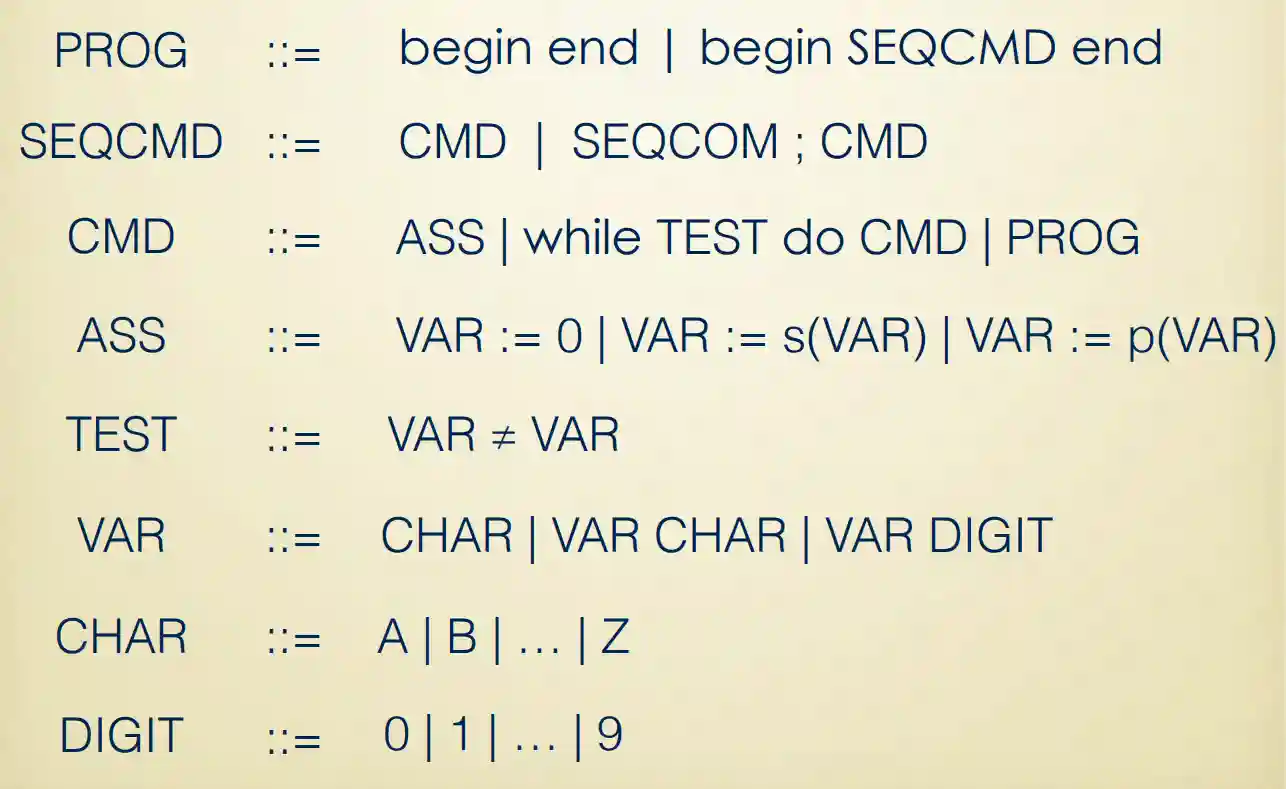 PROG ::= begin end | begin SEQCMD end
SEQCMD ::= CMD | SEQCOM ; CMD
CMD ::= ASS | while TEST do CMD | PROG
ASS ::= VAR := 0 | VAR := s(VAR) | VAR := p(VAR)
TEST ::= VAR ≠ VAR
VAR ::= CHAR | VAR CHAR | VAR DIGIT
CHAR ::= A | B | … | Z
DIGIT ::= 0 | 1 | … | 9